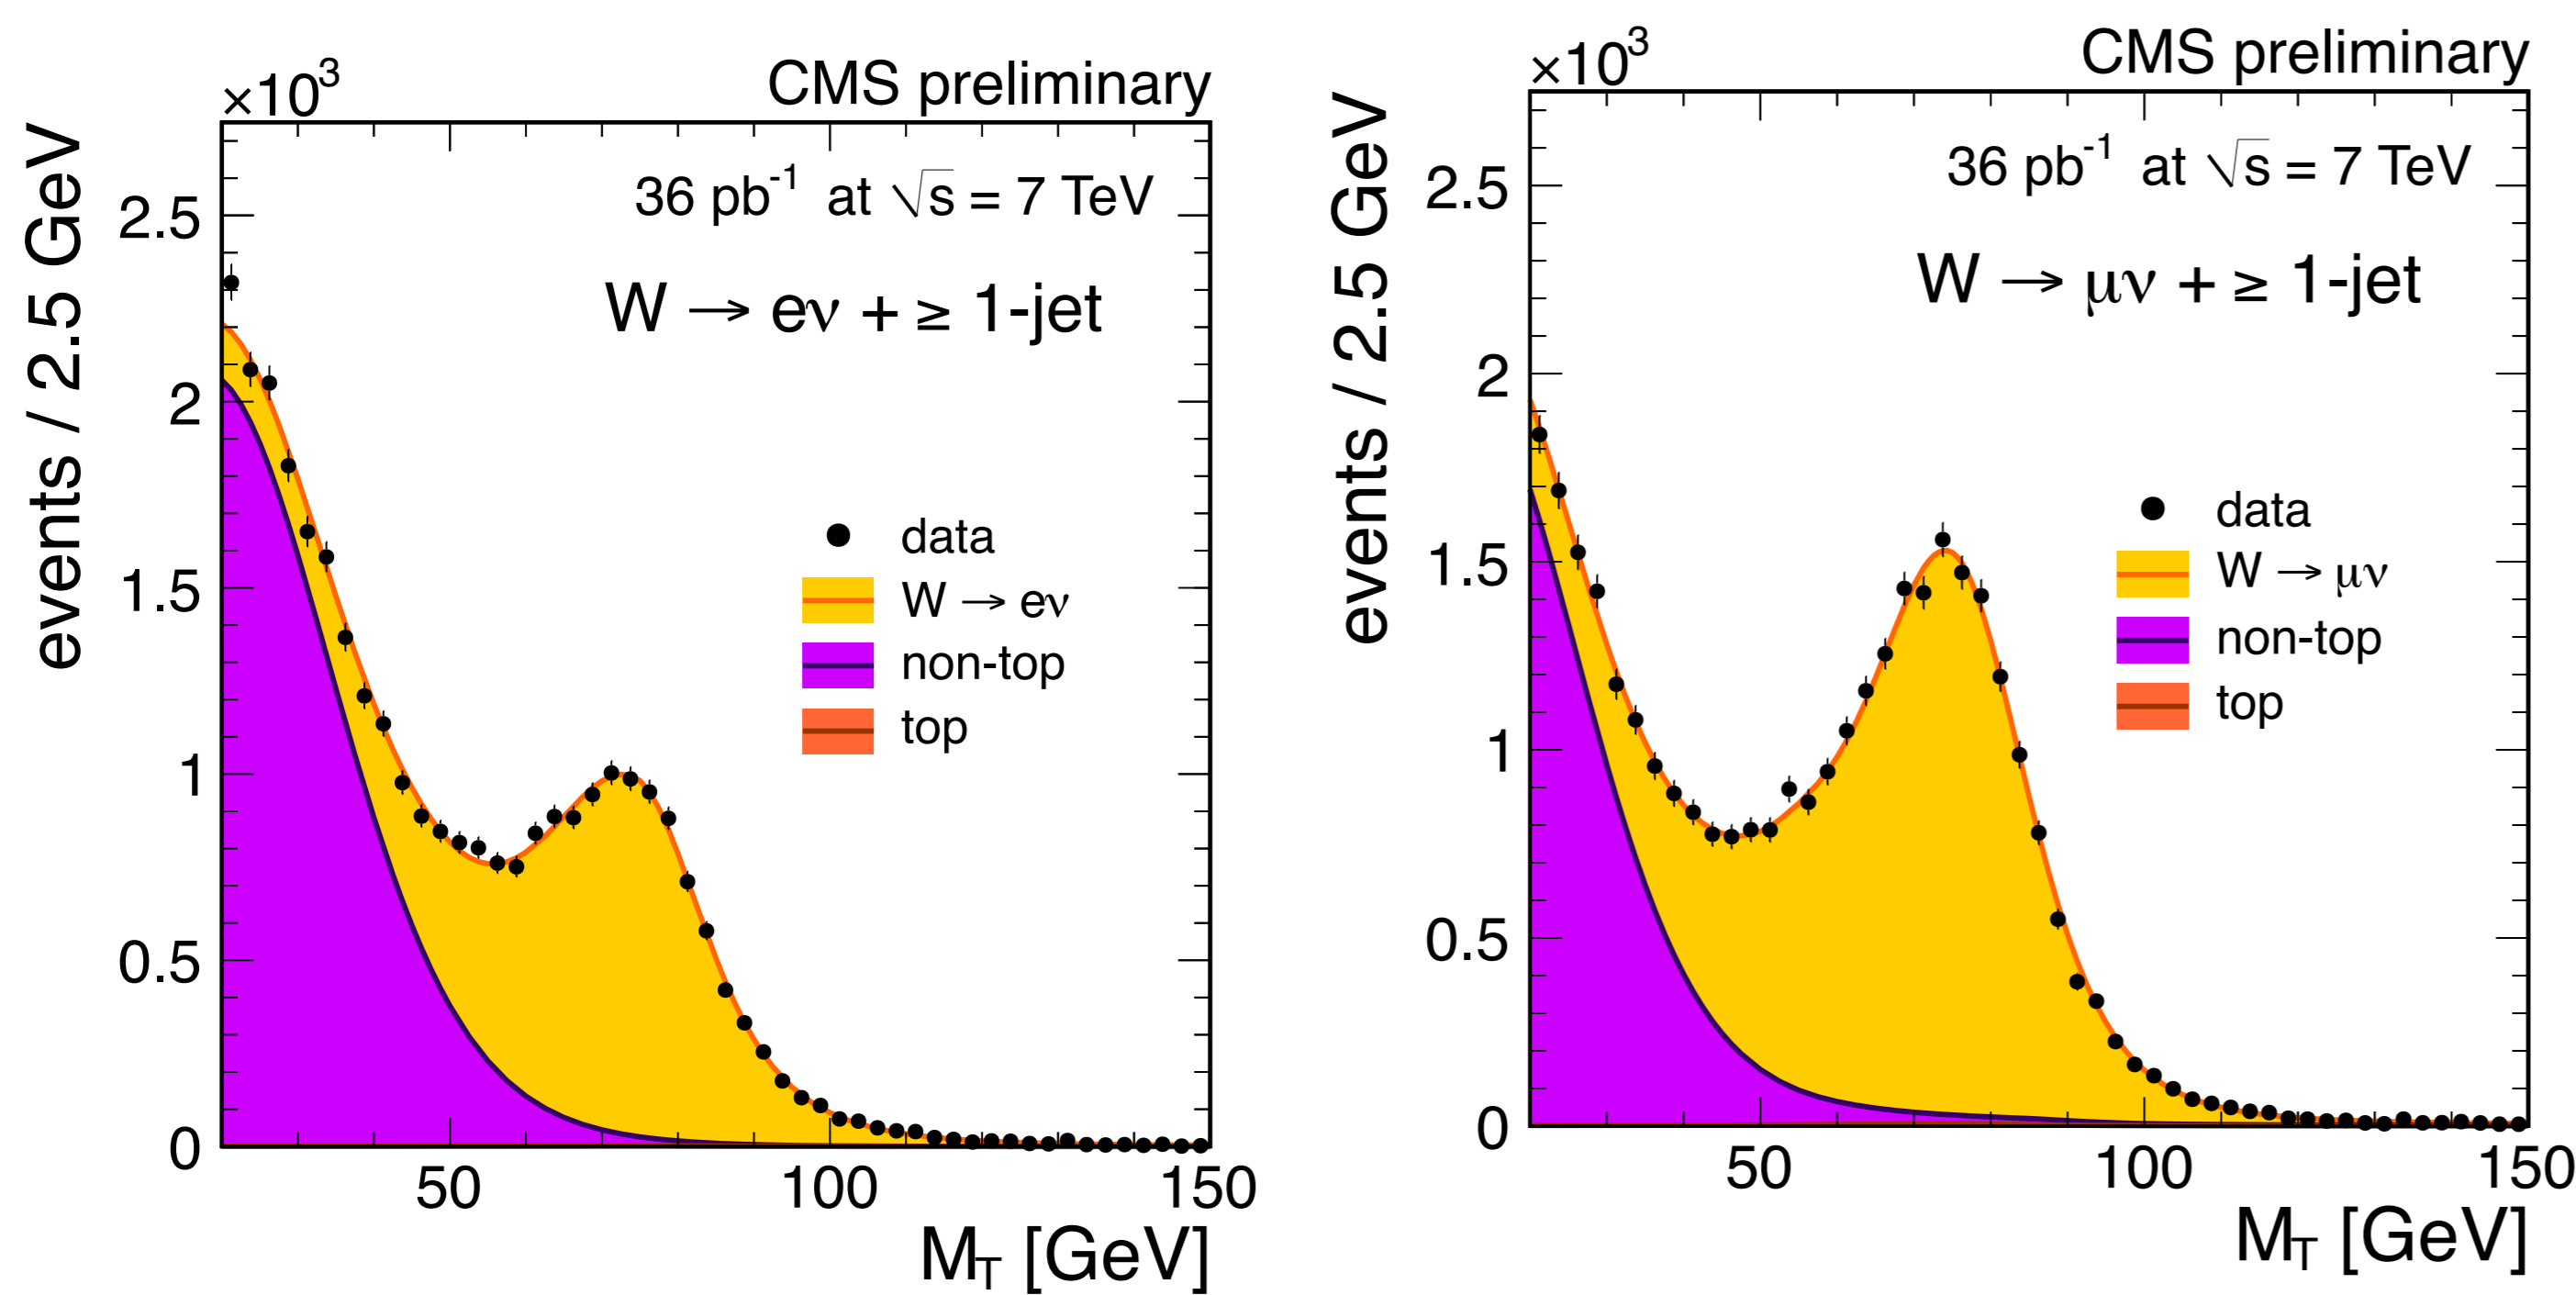 CMS preliminary
×10³
36 pb⁻¹ at √s = 7 TeV
W → eν + ≥ 1-jet
events / 2.5 GeV
2.5
2
1.5
1
0.5
0
data
W → eν
non-top
top
50 100 150
M_T [GeV]
CMS preliminary
×10³
36 pb⁻¹ at √s = 7 TeV
W → μν + ≥ 1-jet
events / 2.5 GeV
2.5
2
1.5
1
0.5
0
data
W → μν
non-top
top
50 100 150
M_T [GeV]